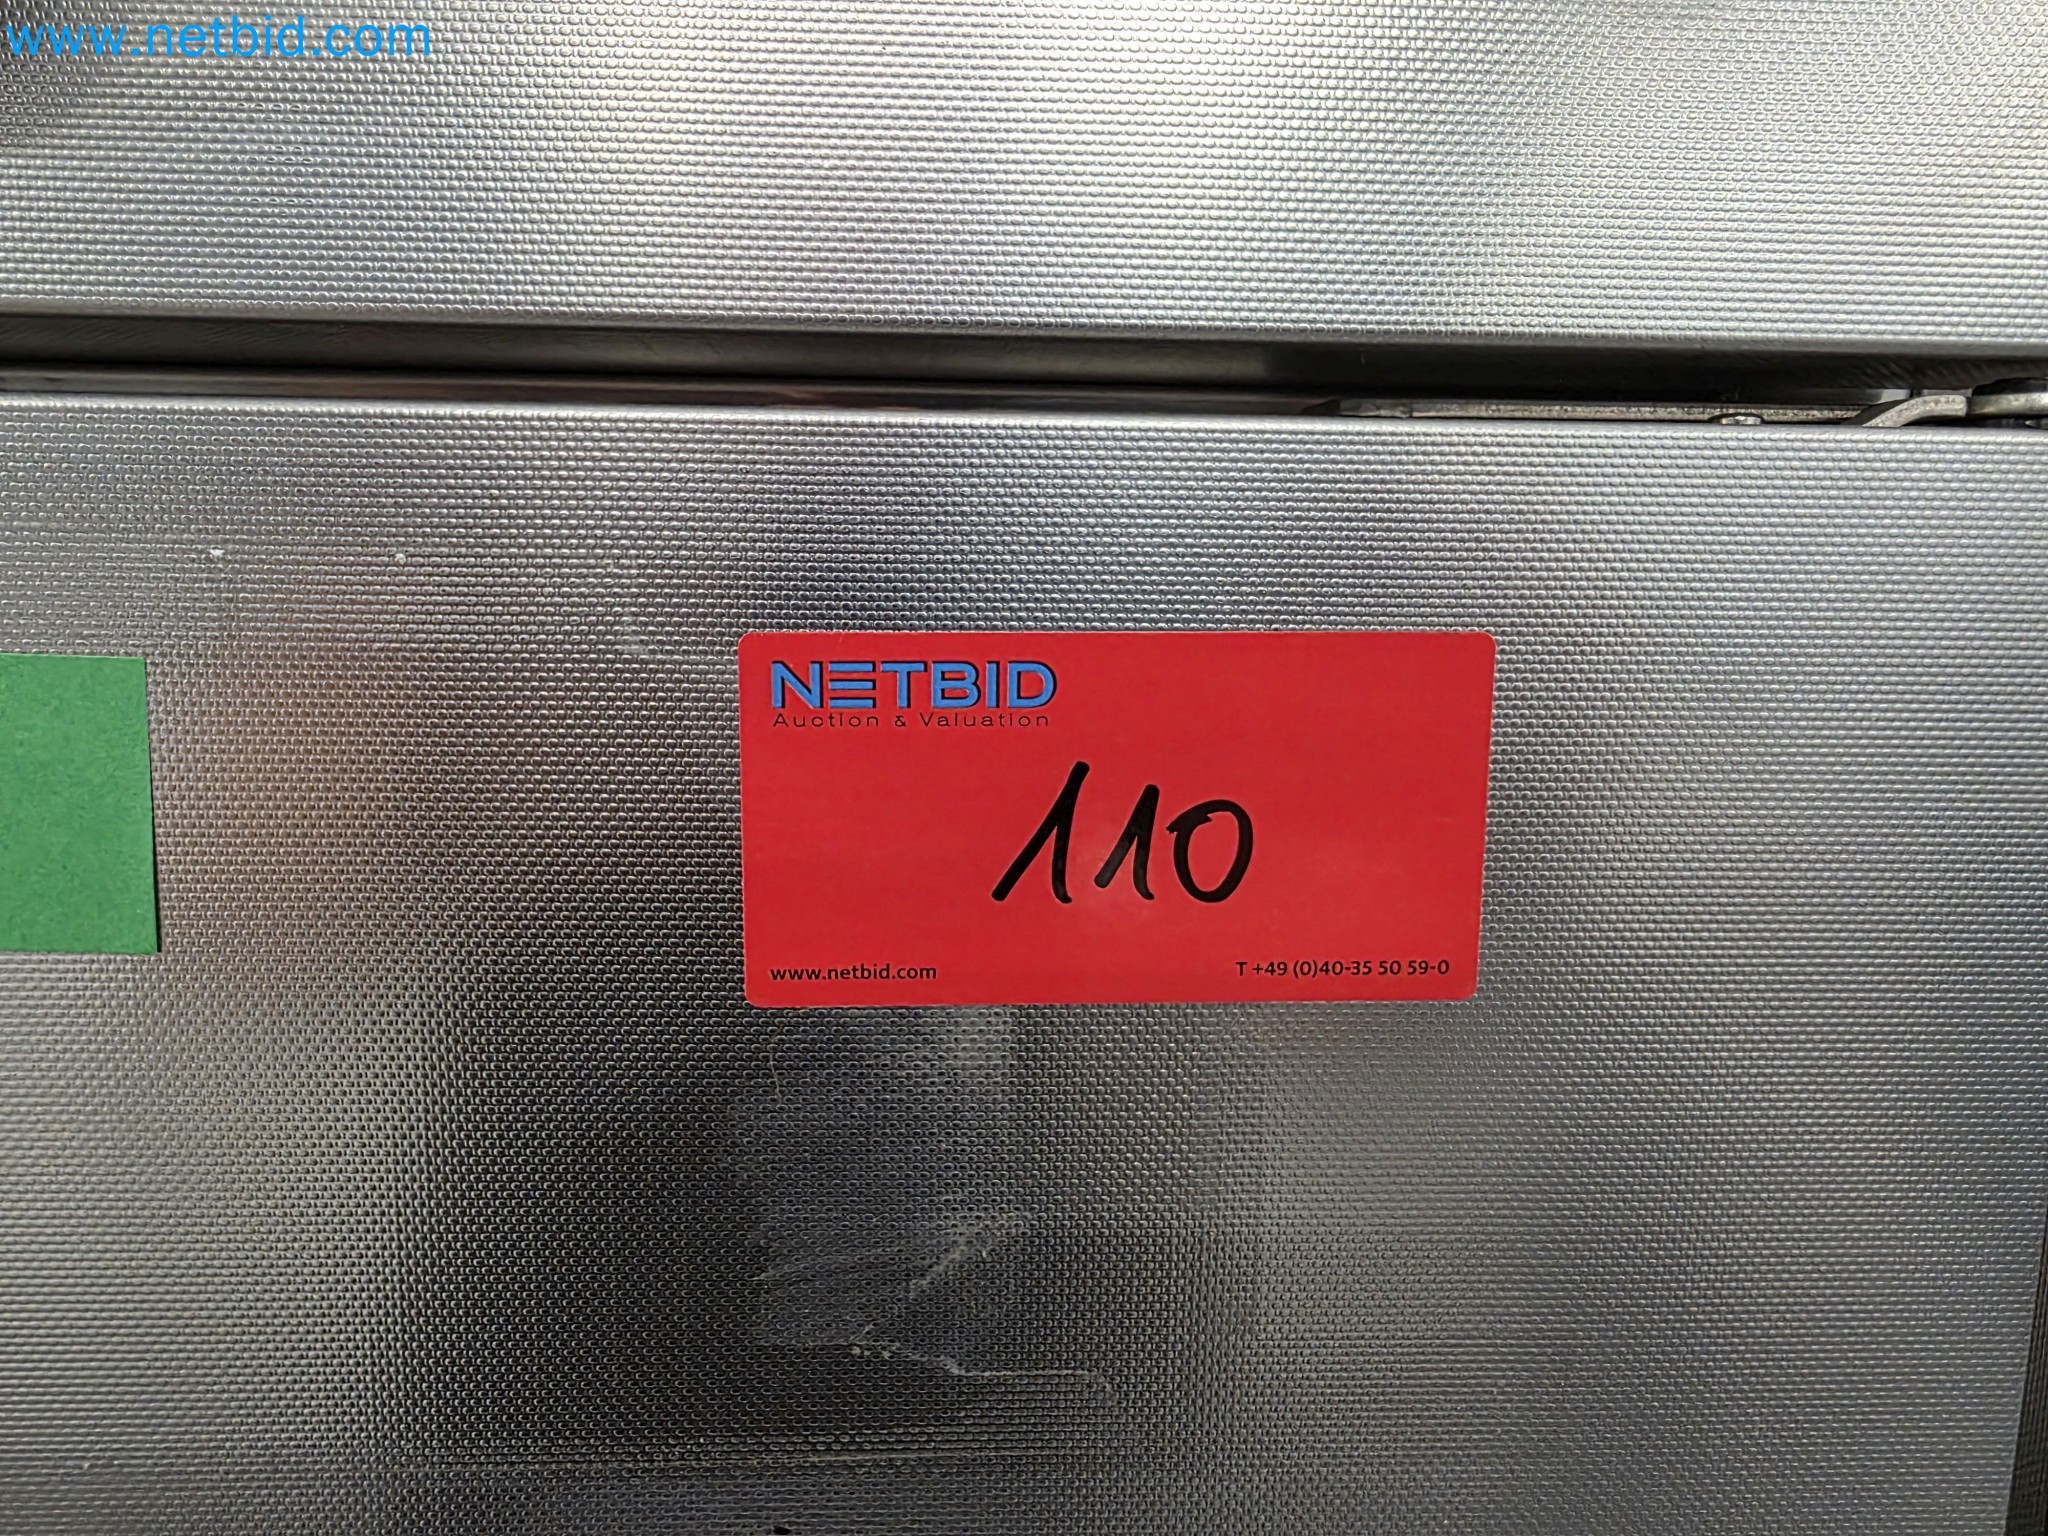 www.netbid.com
NETBID
Auction & Valuation
110
www.netbid.com
T +49 (0)40-35 50 59-0